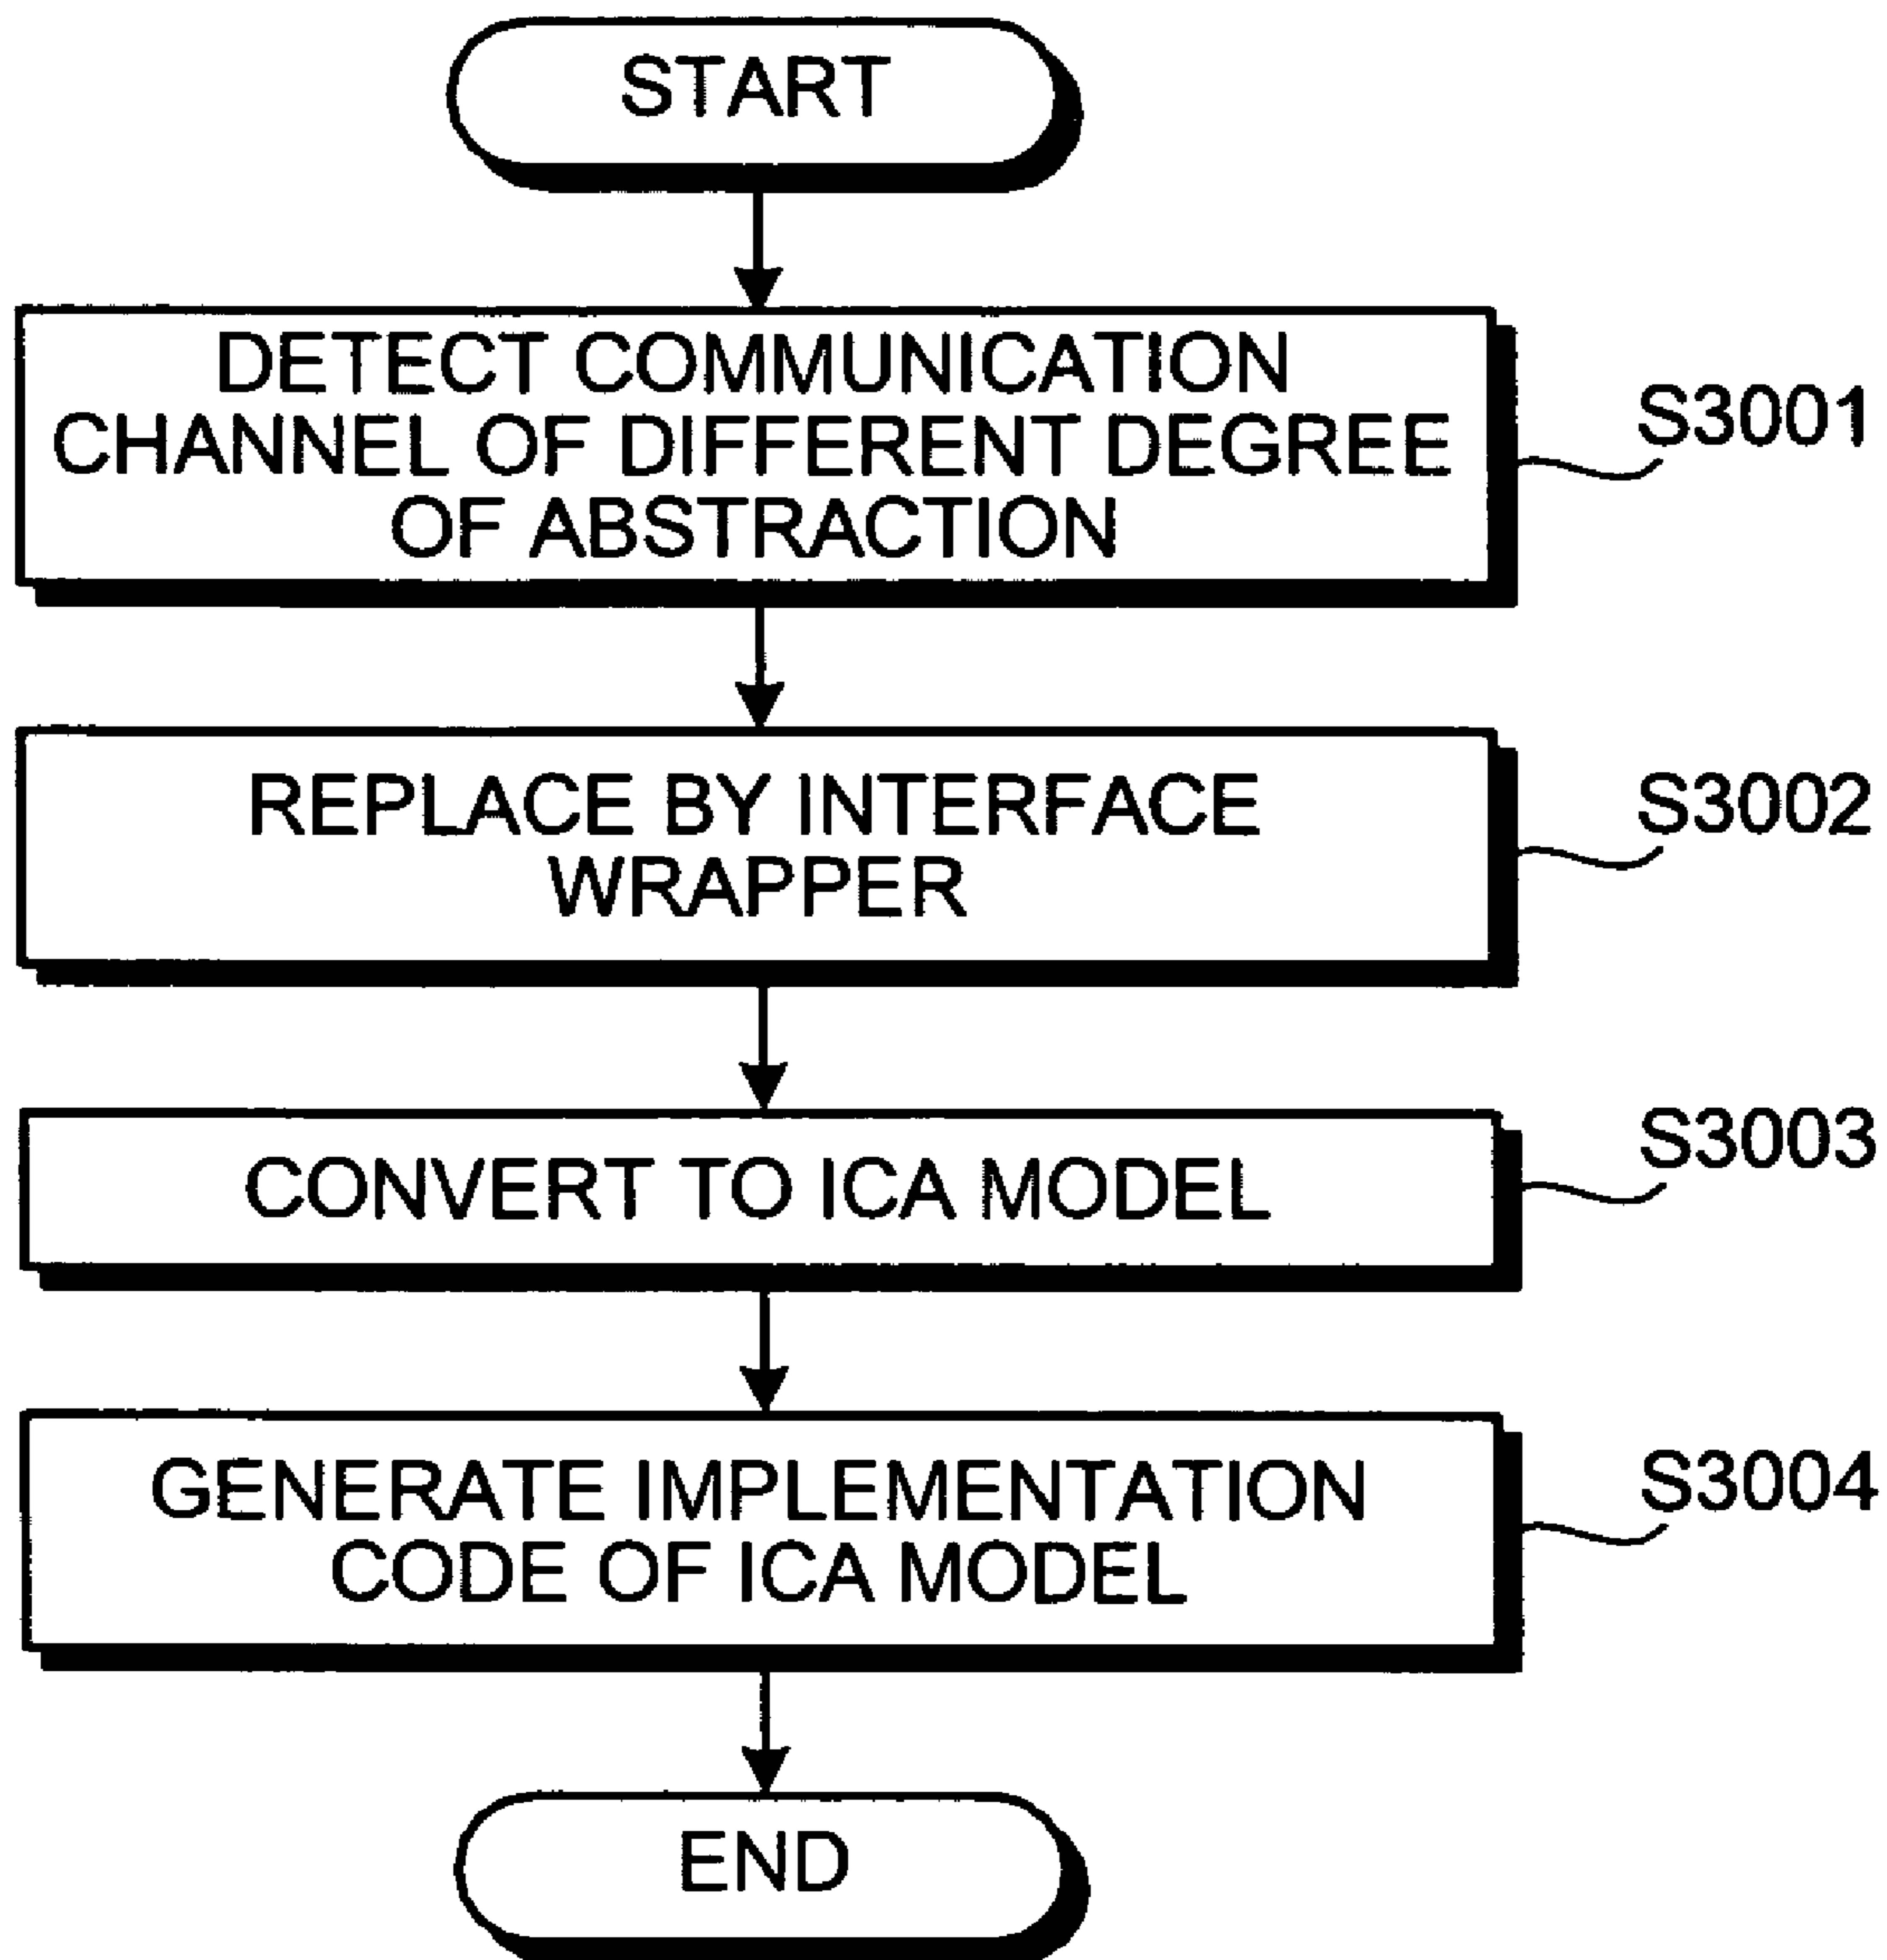 START
DETECT COMMUNICATION
CHANNEL OF DIFFERENT DEGREE
OF ABSTRACTION
S3001
REPLACE BY INTERFACE
WRAPPER
S3002
CONVERT TO ICA MODEL
S3003
GENERATE IMPLEMENTATION
CODE OF ICA MODEL
S3004
END